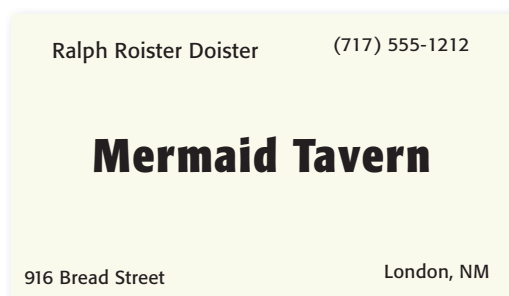 Ralph Roister Doister
(717) 555-1212
Mermaid Tavern
916 Bread Street
London, NM